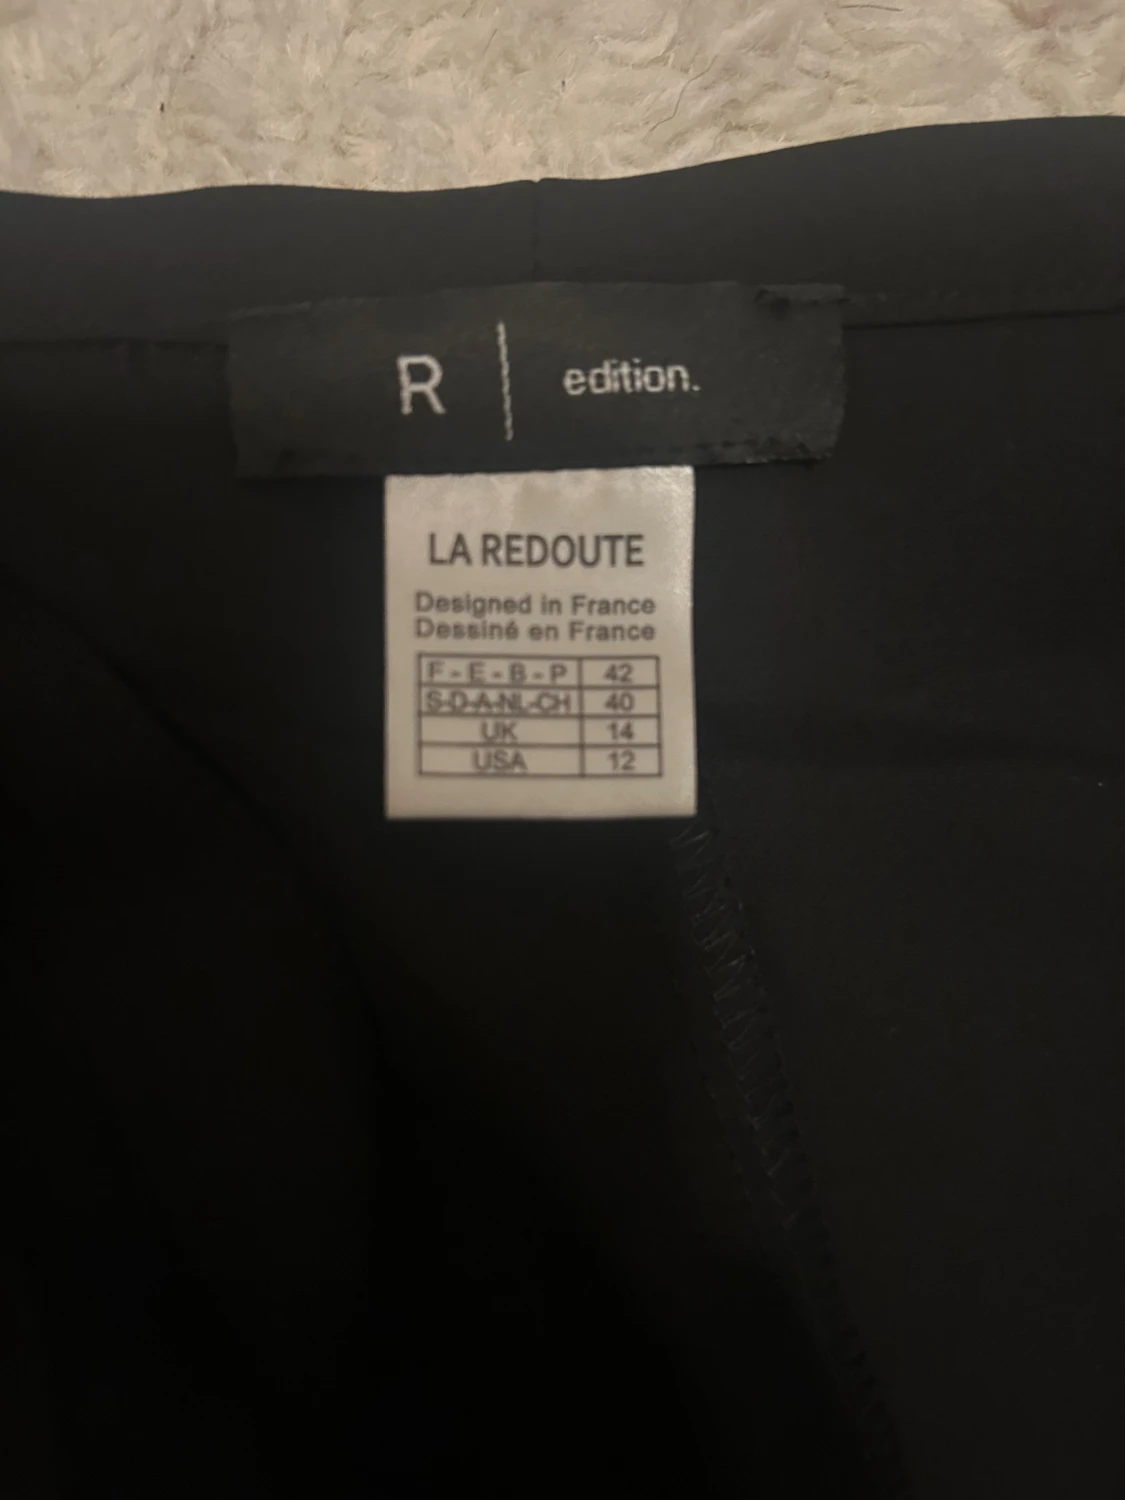 R | edition.
LA REDOUTE
Designed in France
Dessiné en France
F - E - B - P 42
S-D-A-NL-CH 40
UK 14
USA 12